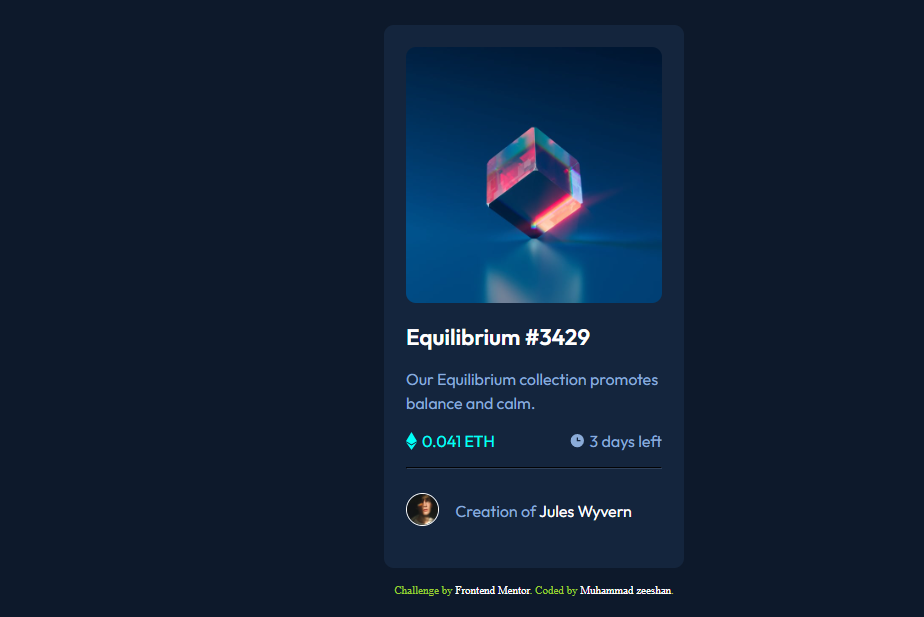 Equilibrium #3429
Our Equilibrium collection promotes
balance and calm.
0.041 ETH
3 days left
Creation of Jules Wyvern
Challenge by Frontend Mentor. Coded by Muhammad zeeshan.